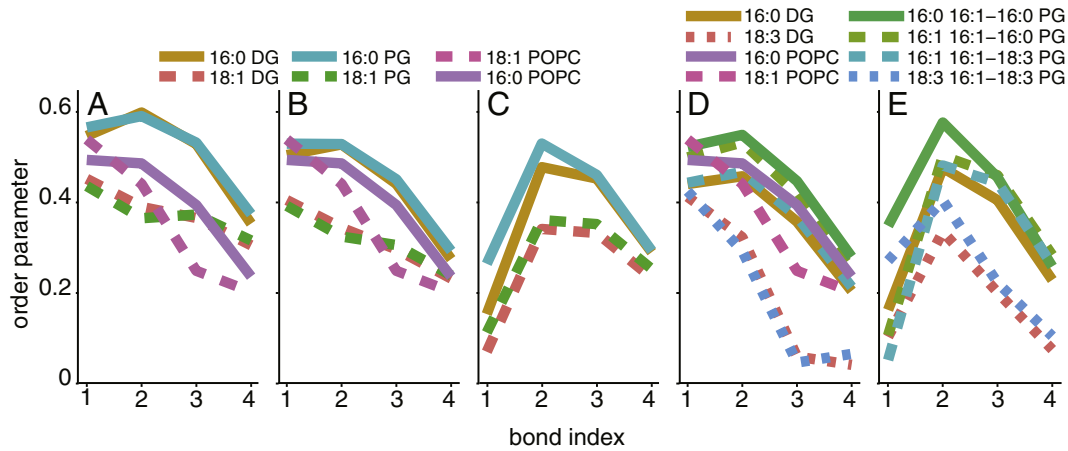 16:0 DG 16:0 PG 18:1 POPC
18:1 DG 18:1 PG 16:0 POPC
16:0 DG 16:0 16:1–16:0 PG
18:3 DG 16:1 16:1–16:0 PG
16:0 POPC 16:1 16:1–18:3 PG
18:1 POPC 18:3 16:1–18:3 PG
A B C D E
0.6
0.4
0.2
0
order parameter
1 2 3 4 1 2 3 4 1 2 3 4 1 2 3 4 1 2 3 4
bond index